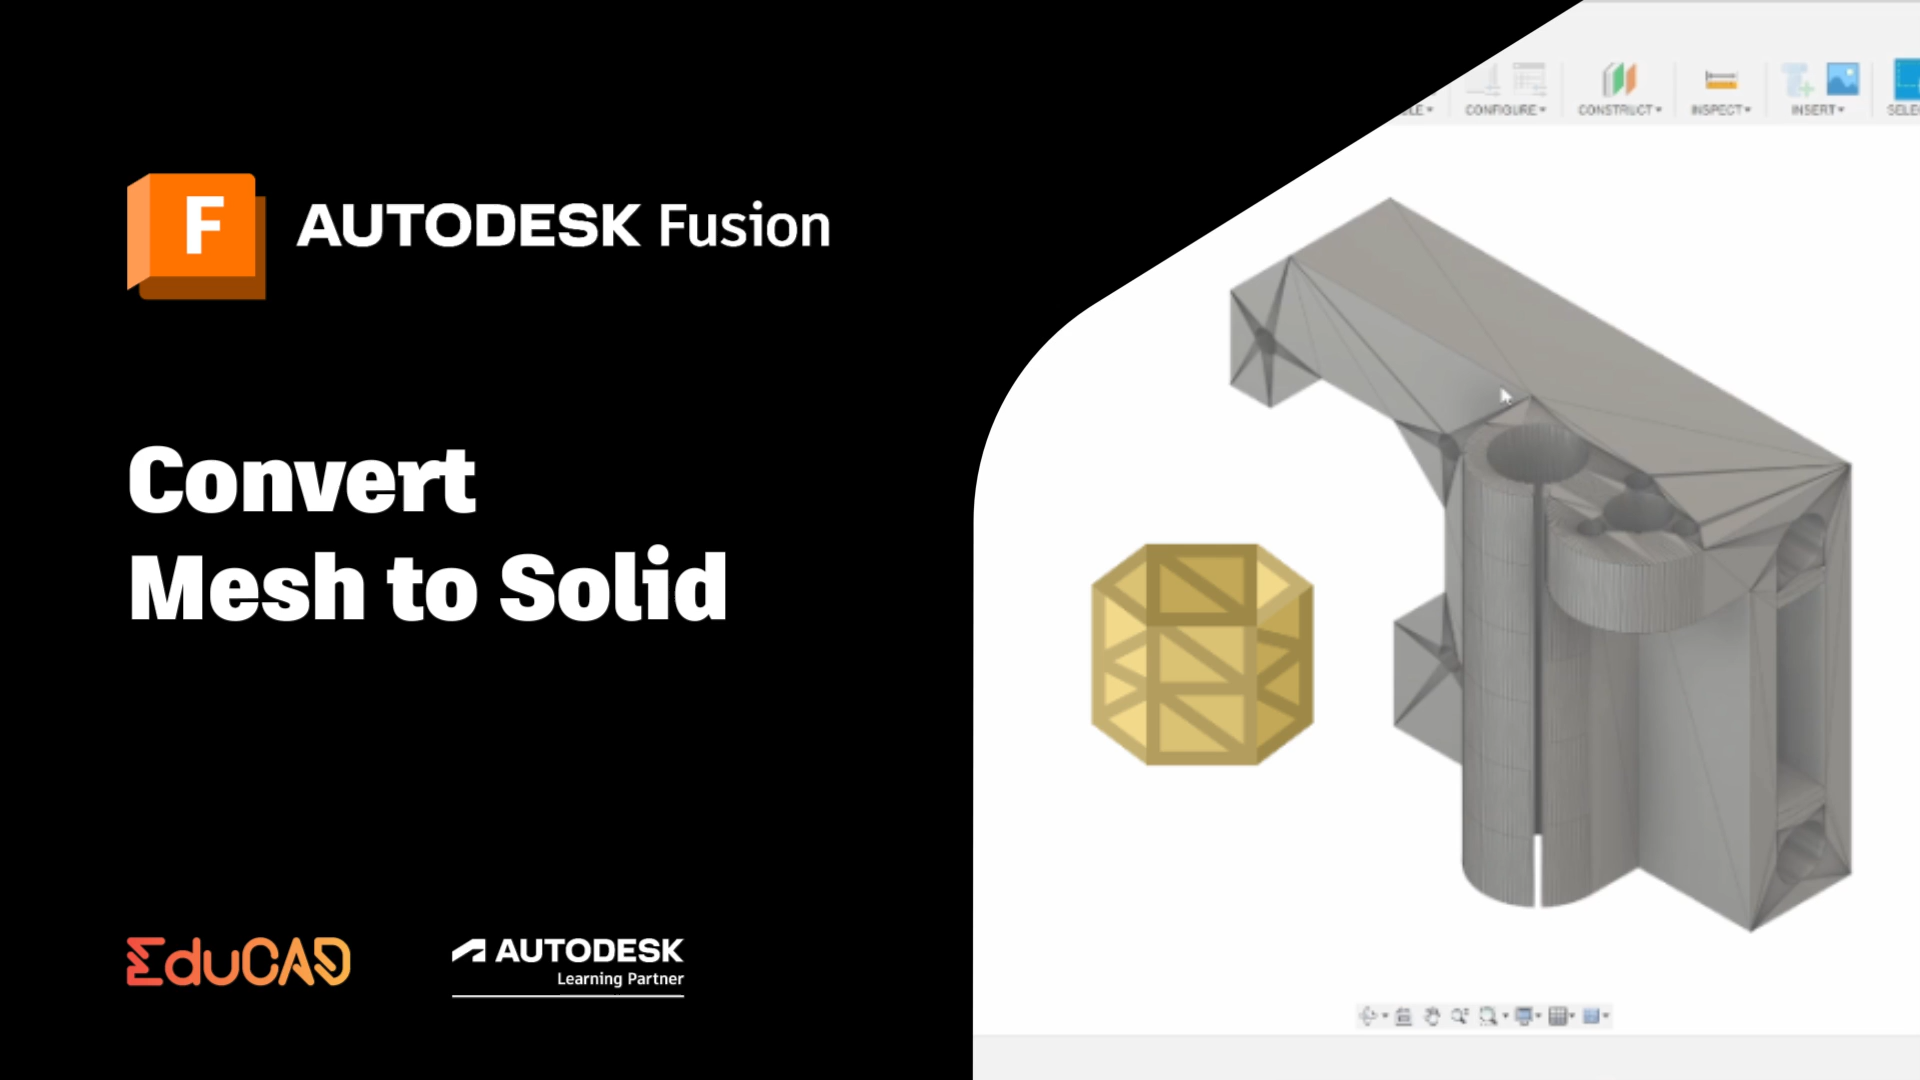 F
AUTODESK Fusion
Convert
Mesh to Solid
EduCAD
AUTODESK
Learning Partner
CONFIGURE
CONSTRUCT
INSPECT
INSERT